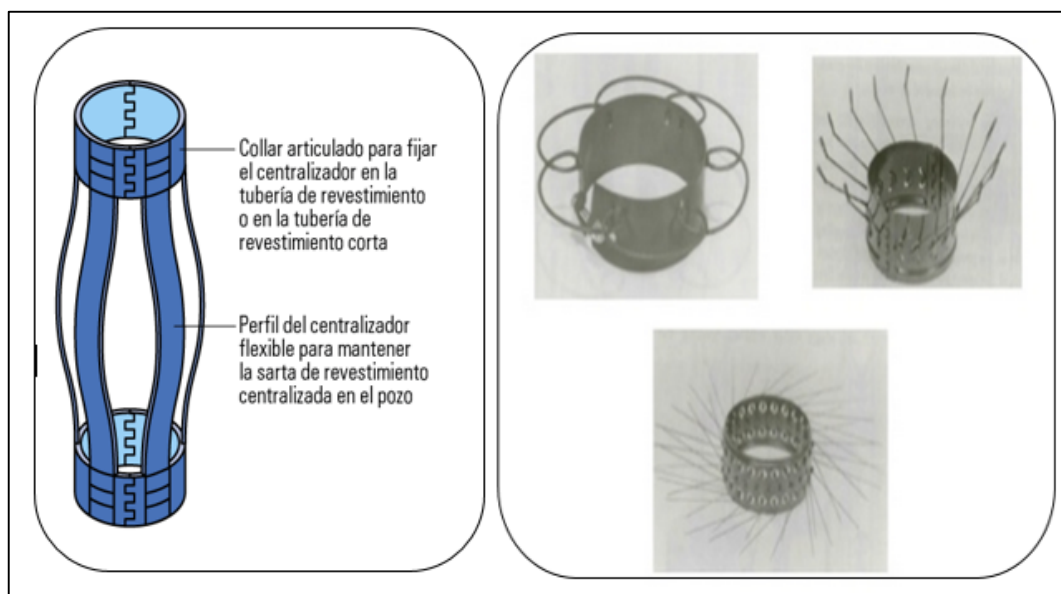 Collar articulado para fijar
el centralizador en la
tubería de revestimiento
o en la tubería de
revestimiento corta
Perfil del centralizador
flexible para mantener
la sarta de revestimiento
centralizada en el pozo